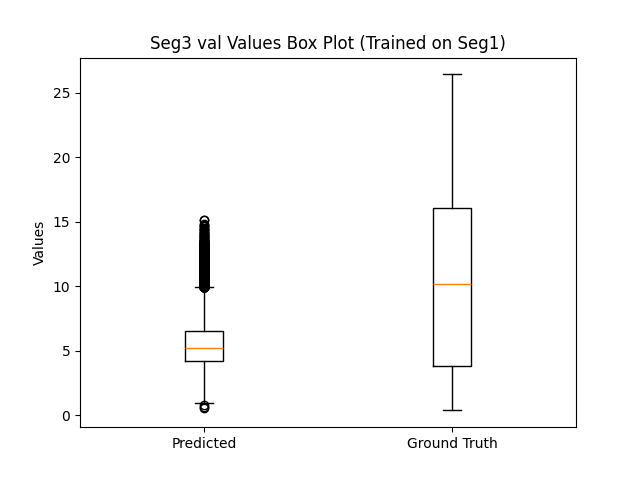 Seg3 val Values Box Plot (Trained on Seg1)
25
20
15
10
5
0
Values
Predicted
Ground Truth